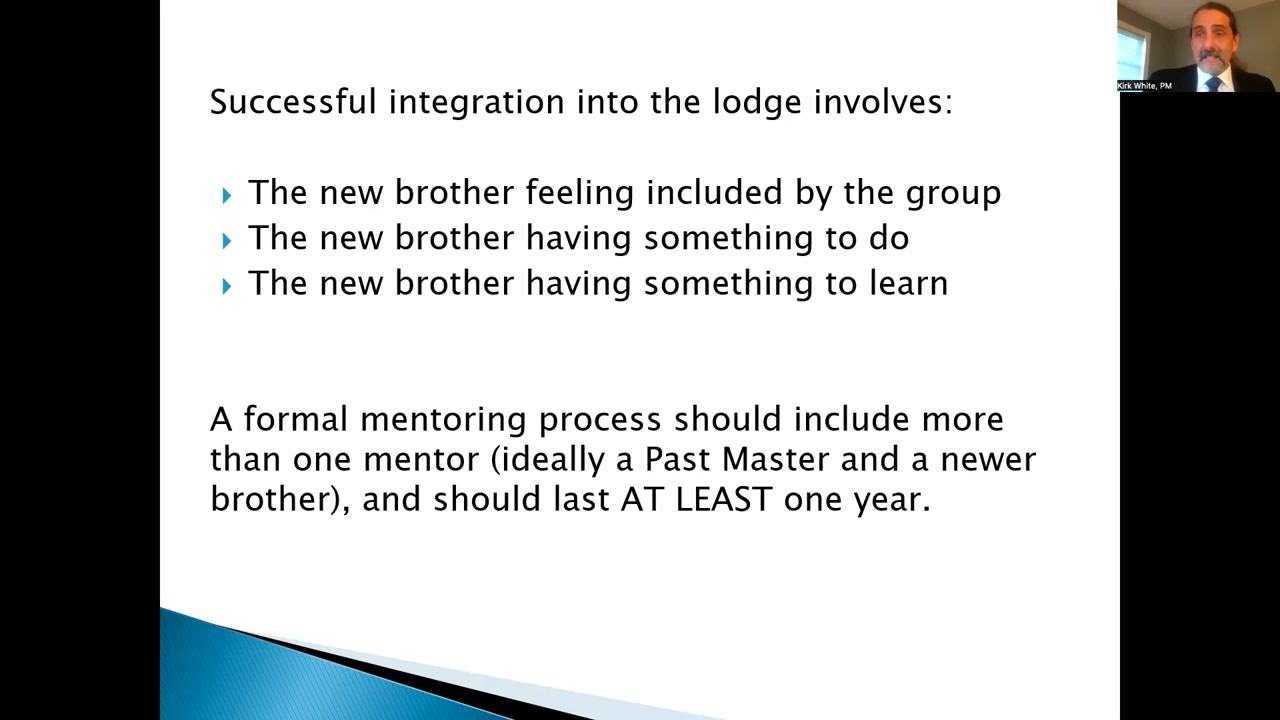 Successful integration into the lodge involves:
The new brother feeling included by the group
The new brother having something to do
The new brother having something to learn
A formal mentoring process should include more
than one mentor (ideally a Past Master and a newer
brother), and should last AT LEAST one year.
Kirk White, PM